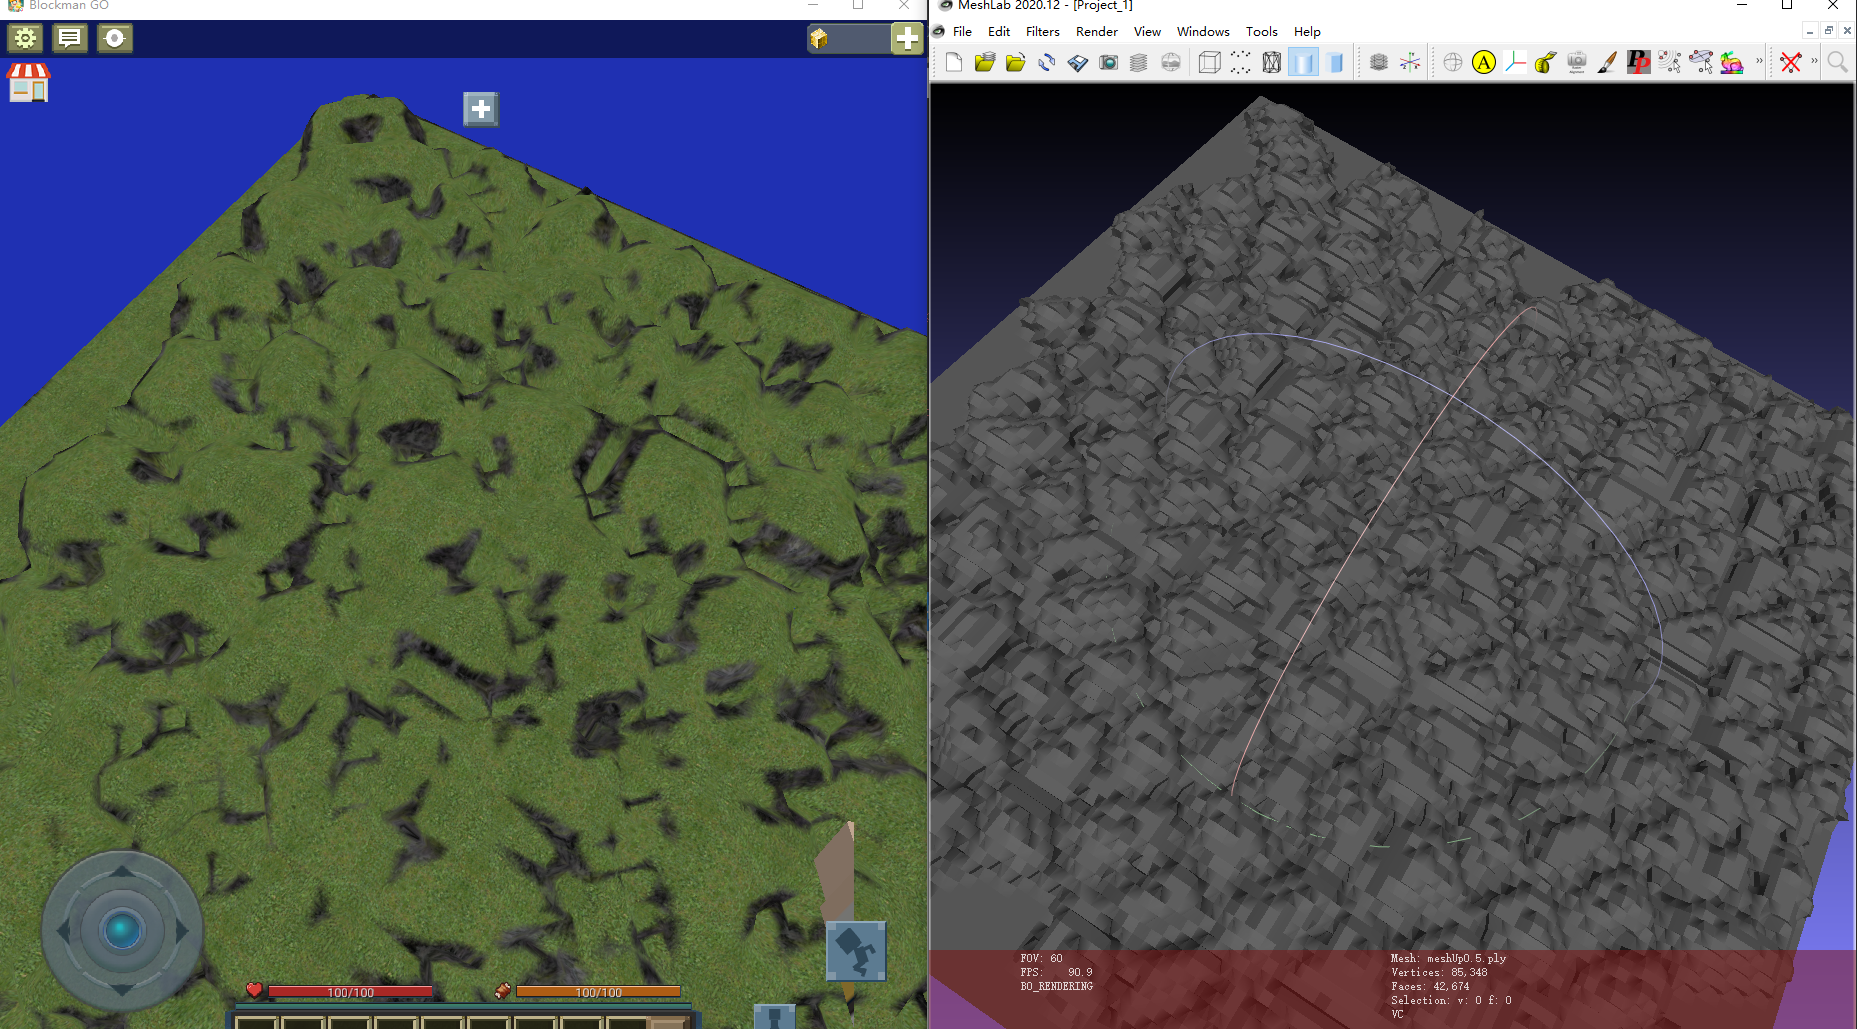 Blockman GO
100/100
100/100
MeshLab 2020.12 - [Project_1]
File Edit Filters Render View Windows Tools Help
A
PP
»
»
FOV: 60
FPS: 90.9
BO_RENDERING
Mesh: meshUp0.5.ply
Vertices: 85,348
Faces: 42,674
Selection: v: 0 f: 0
VC